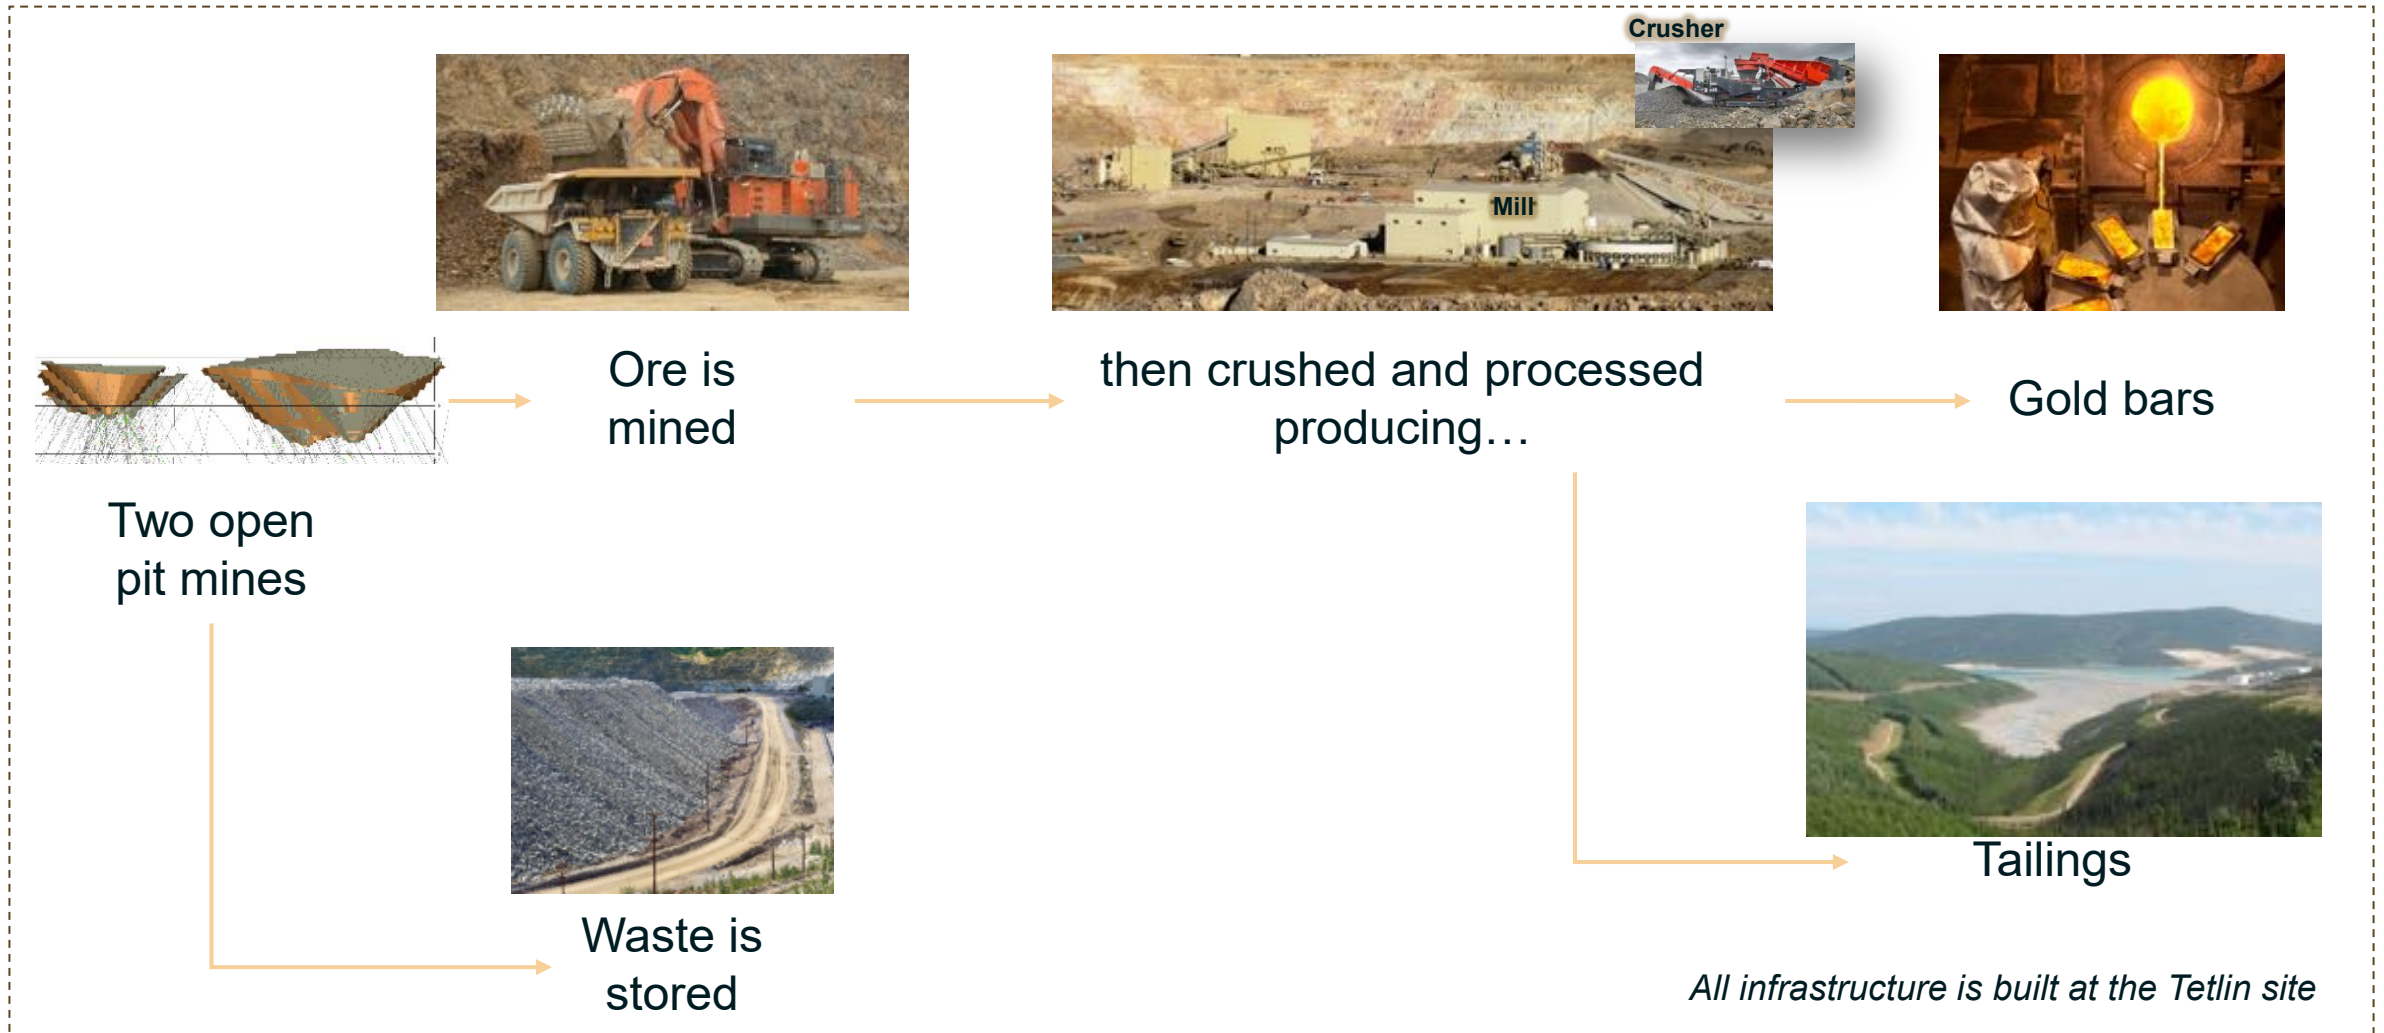 Crusher
Mill
Ore is
mined
then crushed and processed
producing…
Gold bars
Two open
pit mines
Tailings
Waste is
stored
All infrastructure is built at the Tetlin site